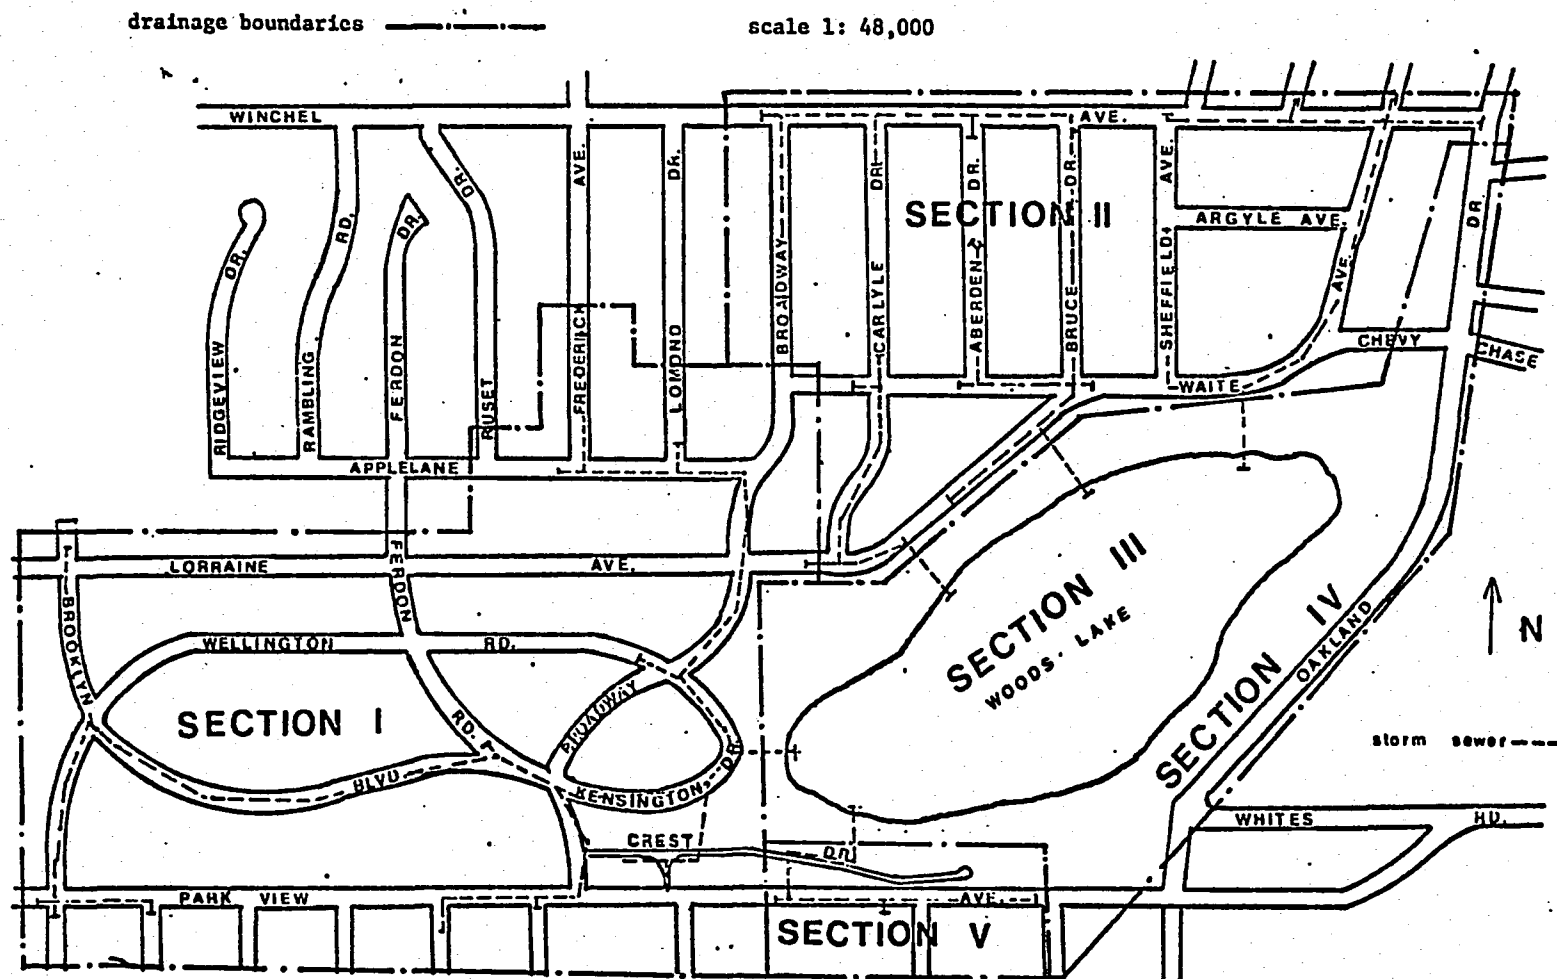 drainage boundaries
scale 1: 48,000
WINCHEL
AVE.
RIDGEVIEW
DR.
RAMBLING
RD.
FERDON
DR.
RUSET
DR.
FREDERICK
AVE.
LOMOND
DR.
BROADWAY
CARLYLE
DR.
ABERDEEN
DR.
BRUCE
DR.
SHEFFIELD
AVE.
SECTION II
ARGYLE AVE.
AVE.
DR.
CHEVY
CHASE
WAITE
APPLELANE
LORRAINE
AVE.
FERDON
RD.
BROOKLYN
WELLINGTON
RD.
BROADWAY
SECTION I
BLVD
KENSINGTON
DR.
SECTION III
WOODS LAKE
SECTION IV
OAKLAND
N
storm sewer
WHITES
RD.
CREST
DR.
PARK VIEW
AVE.
SECTION V